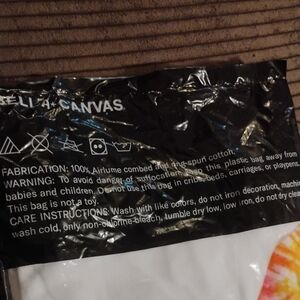 BELLA+CANVAS
FABRICATION: 100% Airlume combed and ring-spun cotton.
WARNING: To avoid danger of suffocation, keep this plastic bag away from
babies and children. Do not use this bag in cribs, beds, carriages, or playpens.
This bag is not a toy.
CARE INSTRUCTIONS: Wash with like colors, do not iron decoration, machine
wash cold, only non-chlorine-bleach, tumble dry low, low iron, do not dry clean